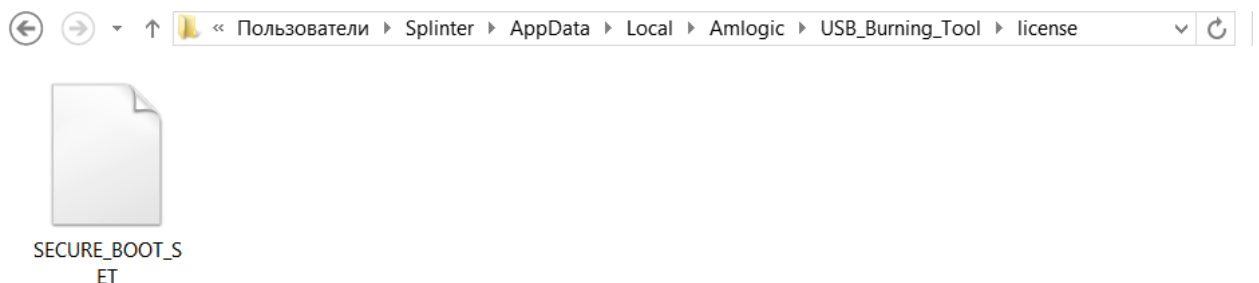 « Пользователи ▸ Splinter ▸ AppData ▸ Local ▸ Amlogic ▸ USB_Burning_Tool ▸ license
SECURE_BOOT_S
ET